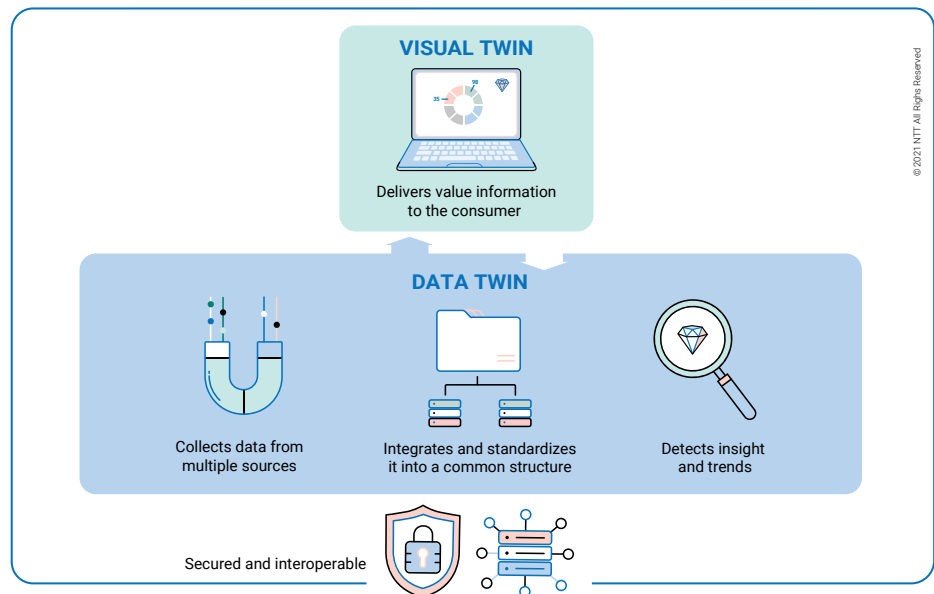 VISUAL TWIN
98
35
Delivers value information
to the consumer
DATA TWIN
Collects data from
multiple sources
Integrates and standardizes
it into a common structure
Detects insight
and trends
Secured and interoperable
© 2021 NTT All Righs Reserved